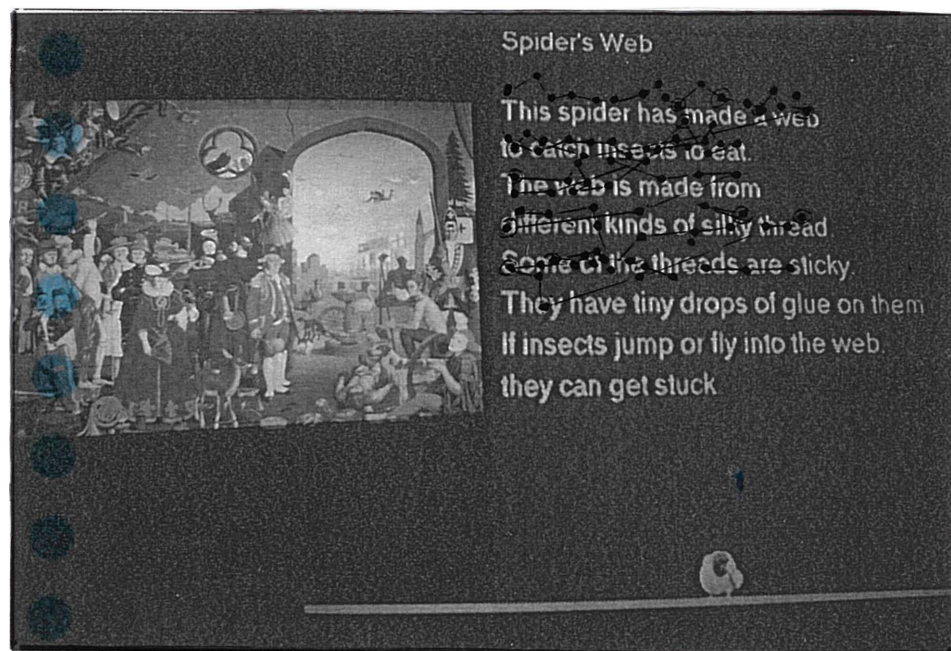 Spider's Web
This spider has made a web
to catch insects to eat.
The web is made from
different kinds of silky thread
Some of the threads are sticky.
They have tiny drops of glue on them
If insects jump or fly into the web,
they can get stuck